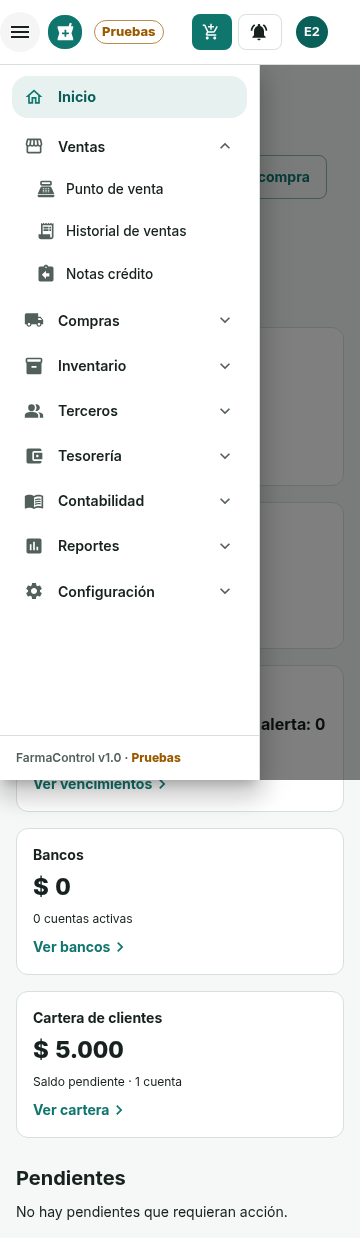 Pruebas
E2
Inicio
Ventas
Punto de venta
Historial de ventas
Notas crédito
Compras
Inventario
Terceros
Tesorería
Contabilidad
Reportes
Configuración
FarmaControl v1.0 · Pruebas
compra
alerta: 0
Ver vencimientos
Bancos
$ 0
0 cuentas activas
Ver bancos
Cartera de clientes
$ 5.000
Saldo pendiente · 1 cuenta
Ver cartera
Pendientes
No hay pendientes que requieran acción.